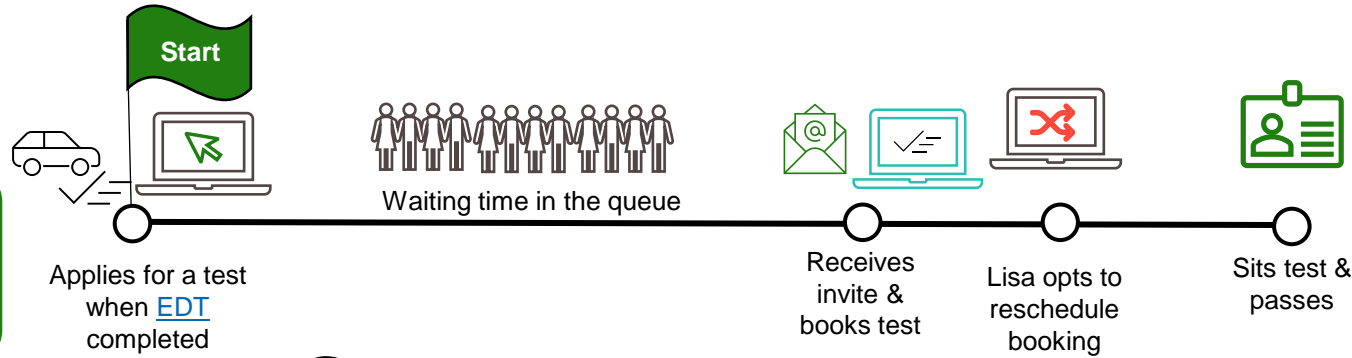 Start
@
Waiting time in the queue
Applies for a test
when EDT
completed
Receives
invite &
books test
Lisa opts to
reschedule
booking
Sits test &
passes